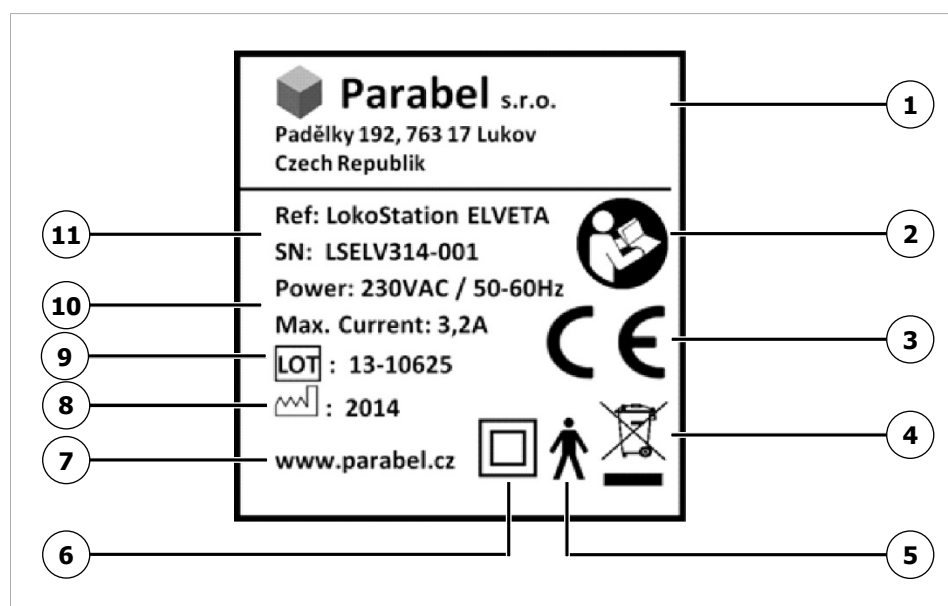 Parabel s.r.o.
Padělky 192, 763 17 Lukov
Czech Republik
Ref: LokoStation ELVETA
SN: LSELV314-001
Power: 230VAC / 50-60Hz
Max. Current: 3,2A
LOT : 13-10625
: 2014
www.parabel.cz
CE
1
2
3
4
5
6
7
8
9
10
11